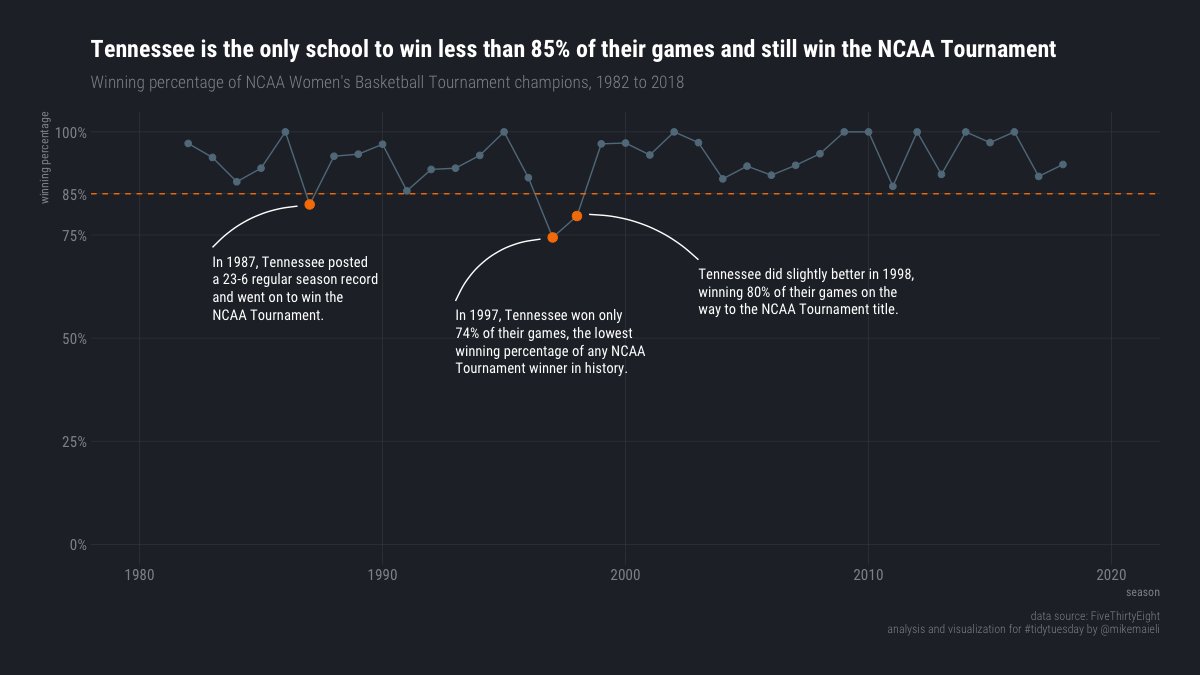 Tennessee is the only school to win less than 85% of their games and still win the NCAA Tournament
Winning percentage of NCAA Women's Basketball Tournament champions, 1982 to 2018
winning percentage
100%
85%
75%
50%
25%
0%
In 1987, Tennessee posted
a 23-6 regular season record
and went on to win the
NCAA Tournament.
In 1997, Tennessee won only
74% of their games, the lowest
winning percentage of any NCAA
Tournament winner in history.
Tennessee did slightly better in 1998,
winning 80% of their games on the
way to the NCAA Tournament title.
1980
1990
2000
2010
2020
season
data source: FiveThirtyEight
analysis and visualization for #tidytuesday by @mikemaieli